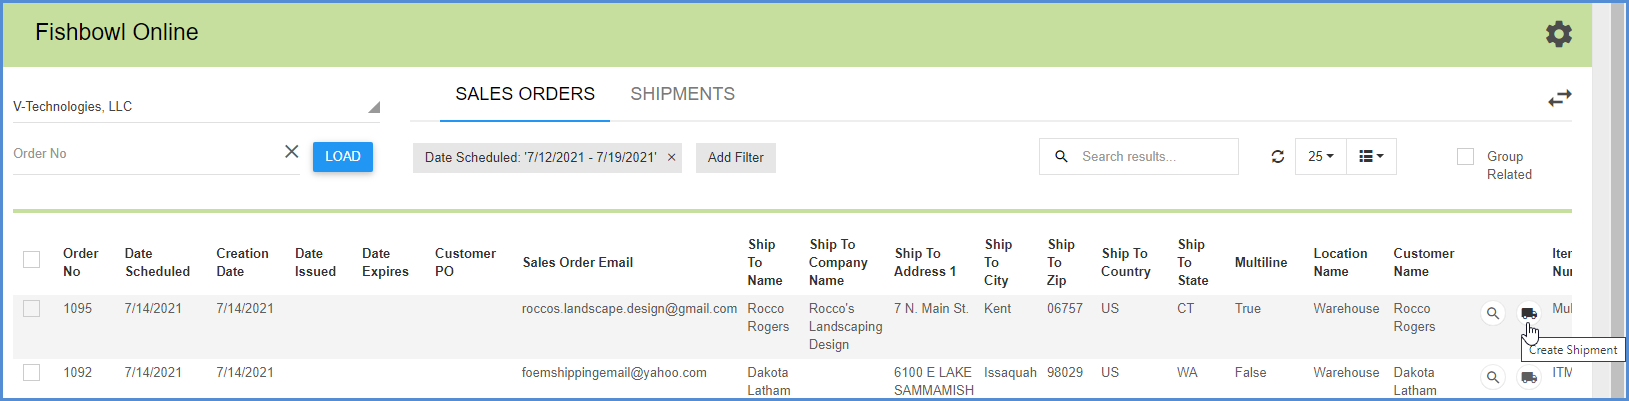 Fishbowl Online
V-Technologies, LLC
SALES ORDERS SHIPMENTS
Order No LOAD
Date Scheduled: '7/12/2021 - 7/19/2021' × Add Filter Search results... 25 Group
Related
Order No Date Scheduled Creation Date Date Issued Date Expires Customer PO Sales Order Email Ship To Name Ship To Company Name Ship To Address 1 Ship To City Ship To Zip Ship To Country Ship To State Multiline Location Name Customer Name
1095 7/14/2021 7/14/2021 roccos.landscape.design@gmail.com Rocco Rogers Rocco's Landscaping Design 7 N. Main St. Kent 06757 US CT True Warehouse Rocco Rogers
Create Shipment
1092 7/14/2021 7/14/2021 foemshippingemail@yahoo.com Dakota Latham 6100 E LAKE SAMMAMISH Issaquah 98029 US WA False Warehouse Dakota Latham ITM